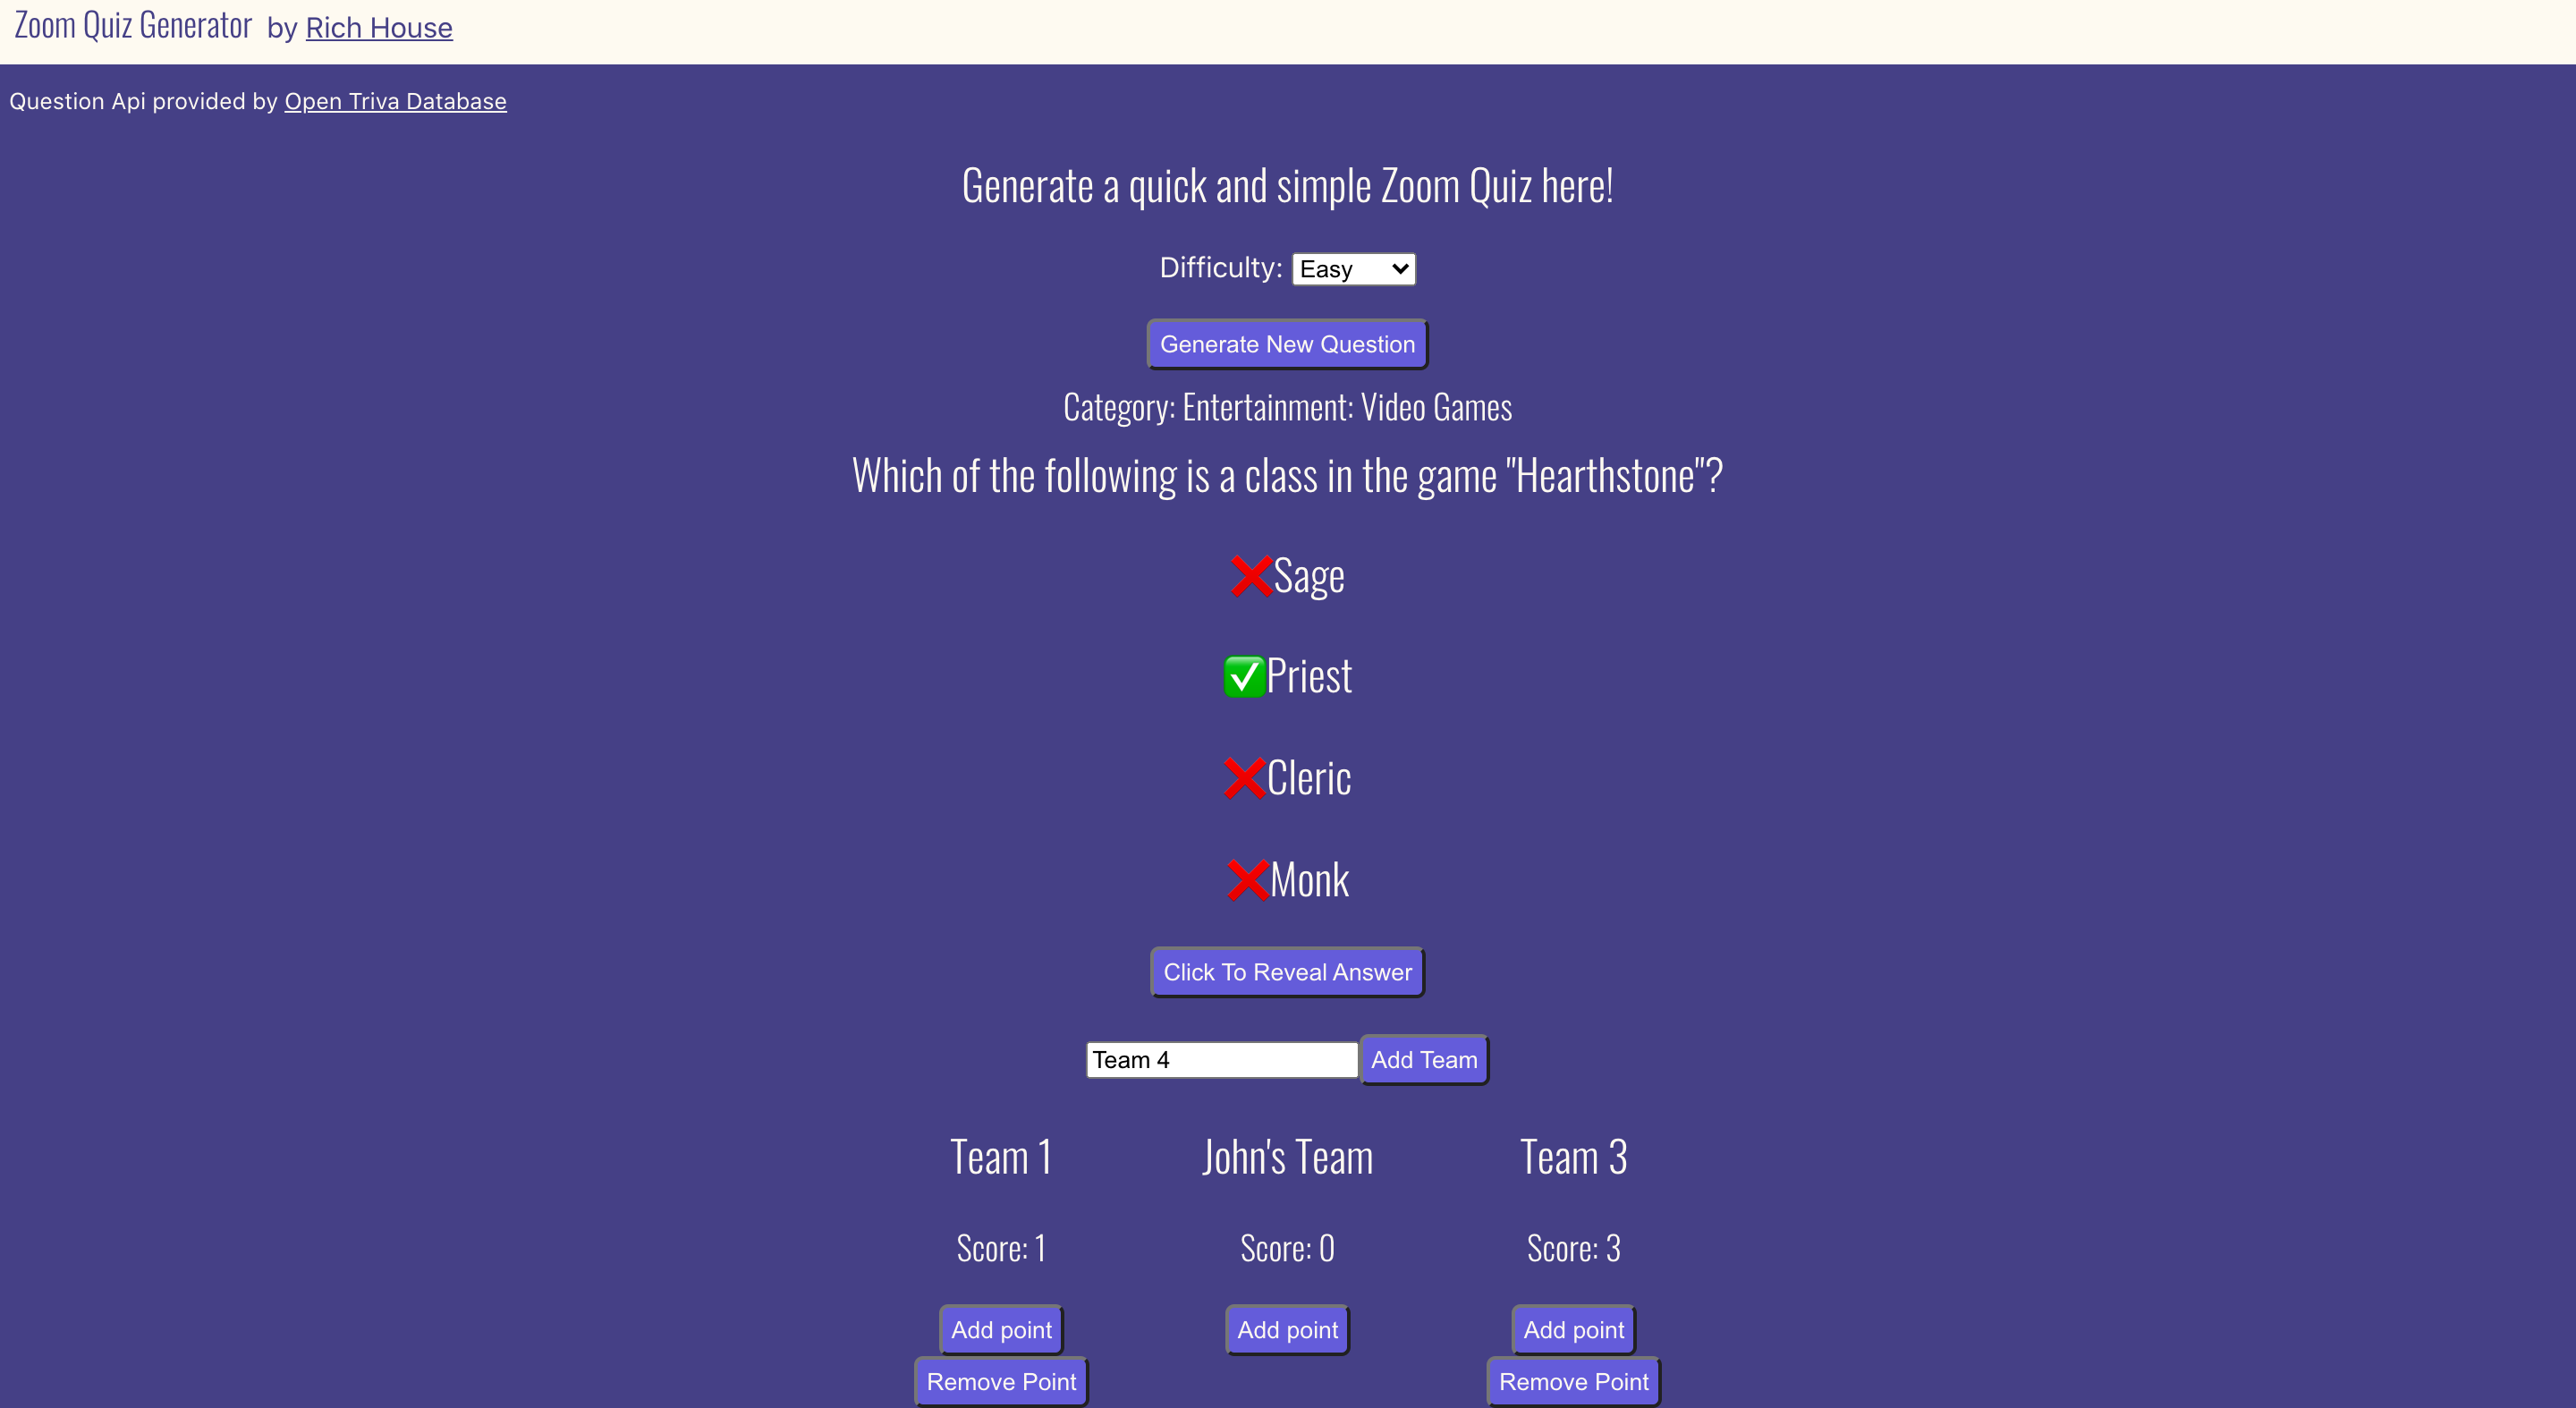 Zoom Quiz Generator by Rich House
Question Api provided by Open Triva Database
Generate a quick and simple Zoom Quiz here!
Difficulty: Easy
Generate New Question
Category: Entertainment: Video Games
Which of the following is a class in the game "Hearthstone"?
❌Sage
✅Priest
❌Cleric
❌Monk
Click To Reveal Answer
Team 4 Add Team
Team 1 John's Team Team 3
Score: 1 Score: 0 Score: 3
Add point Add point Add point
Remove Point Remove Point